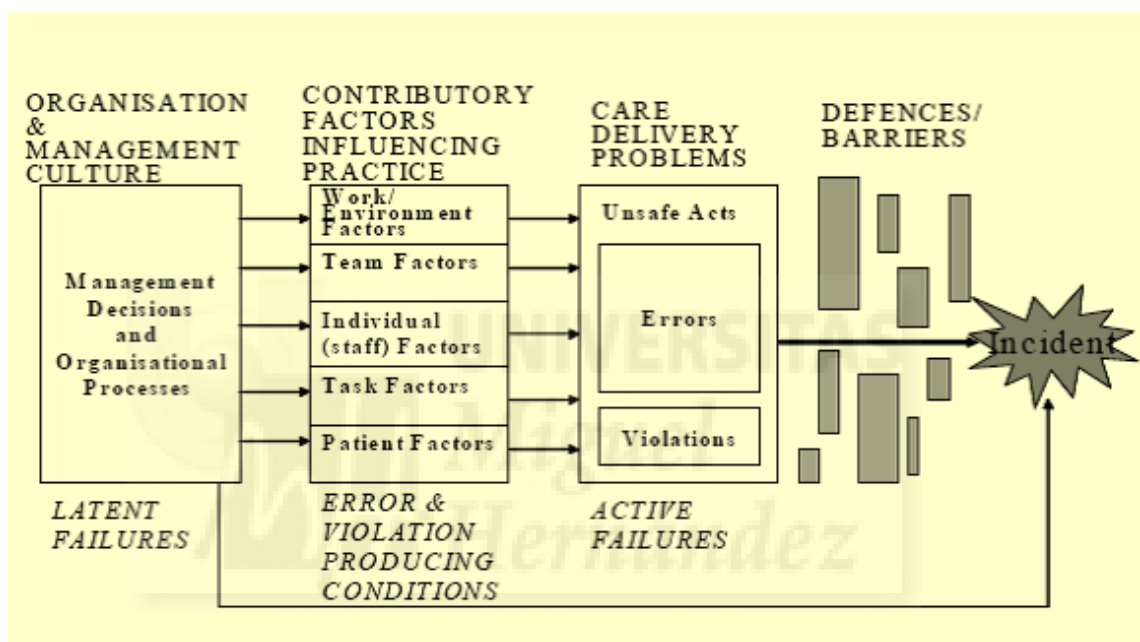 ORGANISATION
&
MANAGEMENT
CULTURE
Management
Decisions
and
Organisational
Processes
LATENT
FAILURES
CONTRIBUTORY
FACTORS
INFLUENCING
PRACTICE
Work/
Environment
Factors
Team Factors
Individual
(staff) Factors
Task Factors
Patient Factors
ERROR &
VIOLATION
PRODUCING
CONDITIONS
CARE
DELIVERY
PROBLEMS
Unsafe Acts
Errors
Violations
ACTIVE
FAILURES
DEFENCES/
BARRIERS
Incident
UNIVERSITAS
Miguel
Hernandez